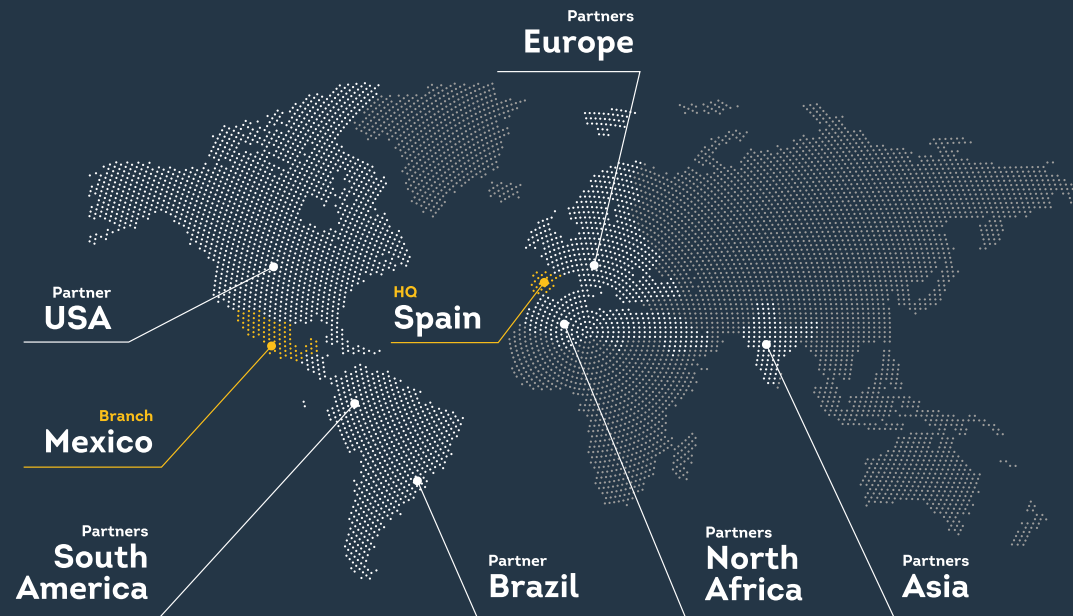 Partners
Europe
Partner
USA
HQ
Spain
Branch
Mexico
Partners
South
America
Partner
Brazil
Partners
North
Africa
Partners
Asia